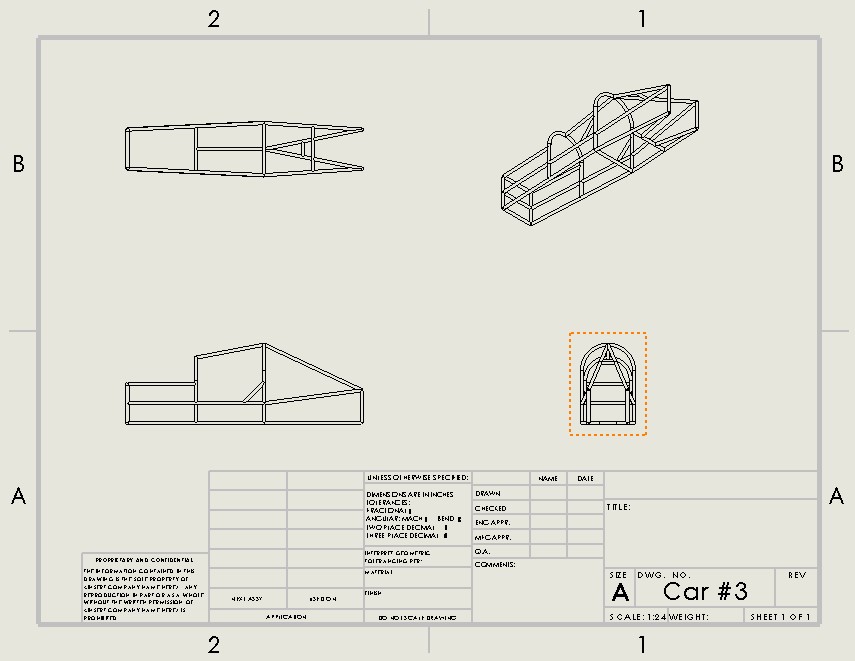 2
1
B
B
A
A
UNLESS OTHERWISE SPECIFIED:
NAME
DATE
DIMENSIONS ARE IN INCHES
TOLERANCES:
FRACTIONAL
ANGULAR: MACH BEND
TWO PLACE DECIMAL
THREE PLACE DECIMAL
DRAWN
CHECKED
ENG APPR.
MFG APPR.
Q.A.
COMMENTS:
TITLE:
INTERPRET GEOMETRIC
TOLERANCING PER:
MATERIAL
FINISH
DO NOT SCALE DRAWING
PROPRIETARY AND CONFIDENTIAL
THE INFORMATION CONTAINED IN THIS
DRAWING IS THE SOLE PROPERTY OF
<INSERT COMPANY NAME HERE>. ANY
REPRODUCTION IN PART OR AS A WHOLE
WITHOUT THE WRITTEN PERMISSION OF
<INSERT COMPANY NAME HERE> IS
PROHIBITED.
NEXT ASSY
USED ON
APPLICATION
SIZE
DWG. NO.
REV
A
Car #3
SCALE: 1:24
WEIGHT:
SHEET 1 OF 1
2
1